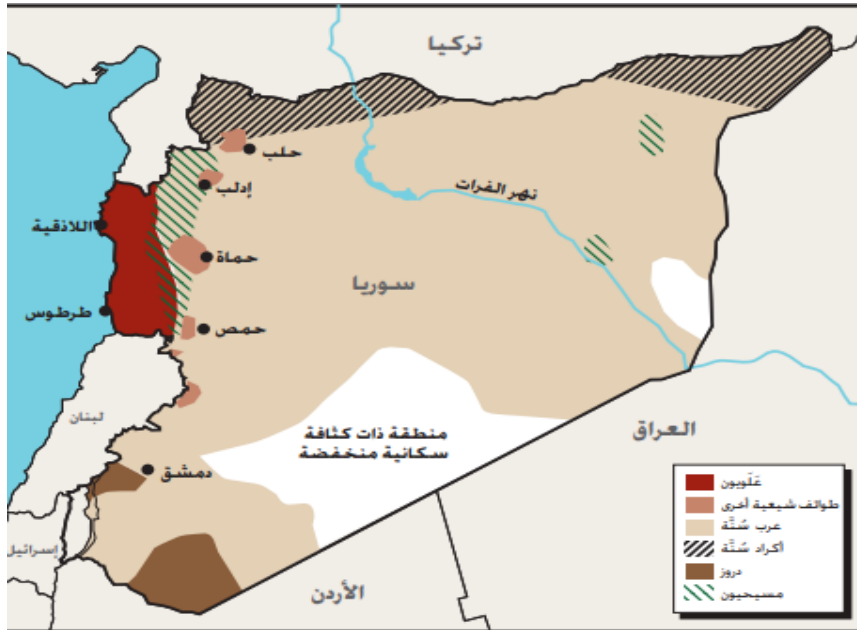 تركيا
حلب
إدلب
نهر الفرات
اللاذقية
حماة
سوريا
طرطوس
حمص
لبنان
منطقة ذات كثافة
سكانية منخفضة
العراق
دمشق
إسرائيل
الأردن
عَلَويون
طوائف شيعية أخرى
عرب سُنَّة
أكراد سُنَّة
دروز
مسيحيون